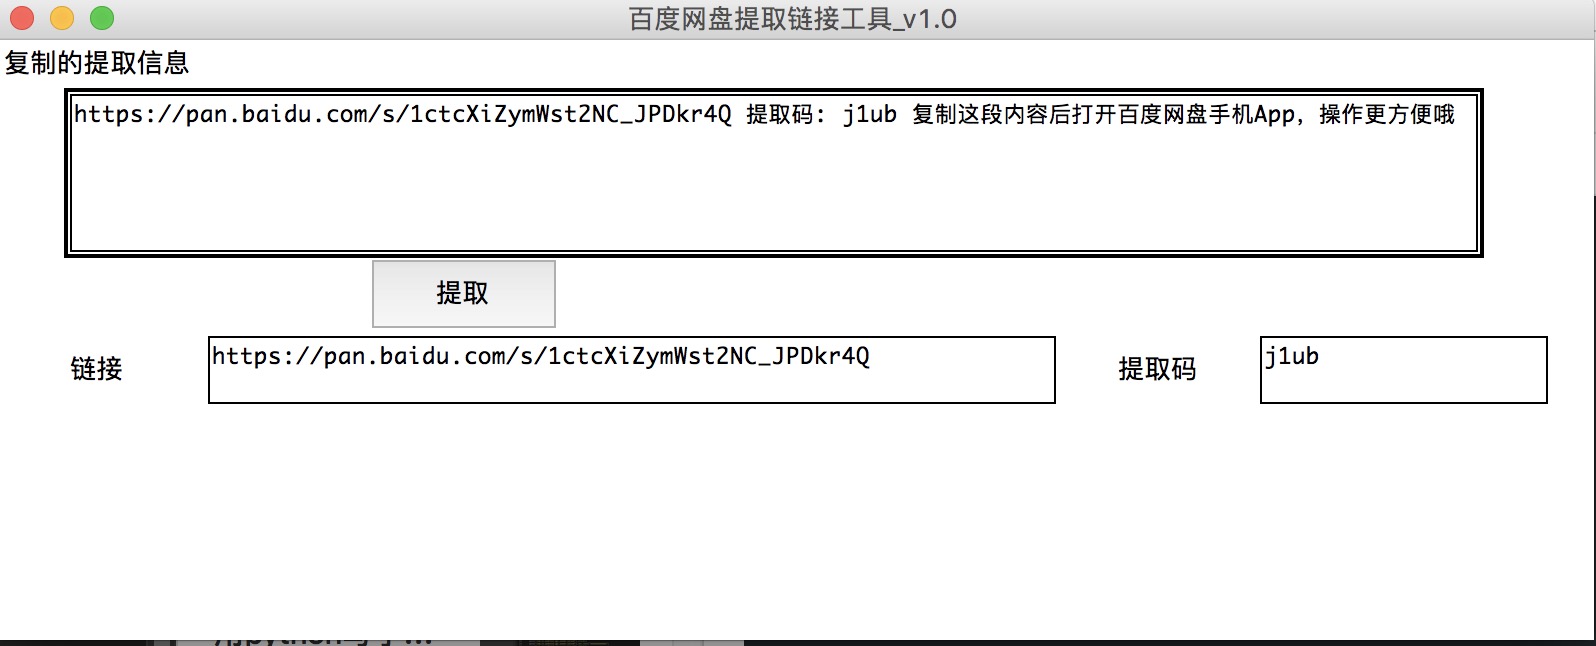 百度网盘提取链接工具_v1.0
复制的提取信息
https://pan.baidu.com/s/1ctcXiZymWst2NC_JPDkr4Q 提取码: j1ub 复制这段内容后打开百度网盘手机App，操作更方便哦
提取
链接
https://pan.baidu.com/s/1ctcXiZymWst2NC_JPDkr4Q
提取码
j1ub